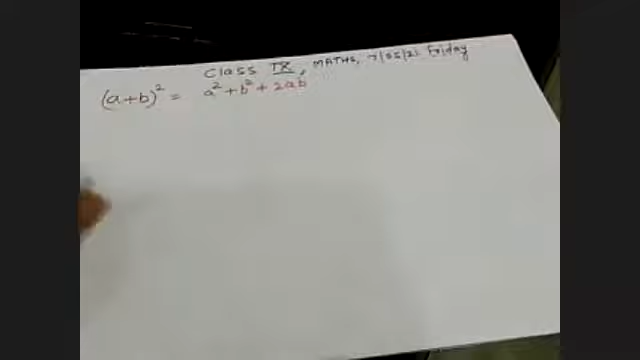 Class IX, MATHS, 7/05/21 Friday
(a+b)² = a² + b² + 2ab